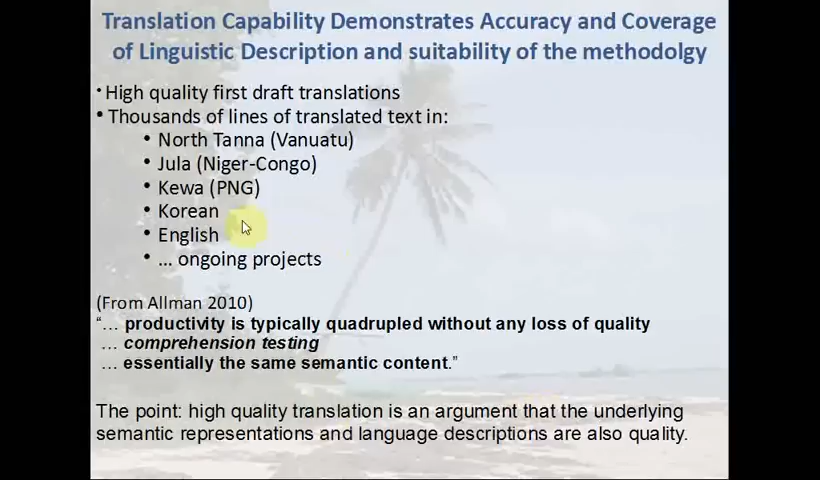 Translation Capability Demonstrates Accuracy and Coverage
of Linguistic Description and suitability of the methodolgy
• High quality first draft translations
• Thousands of lines of translated text in:
• North Tanna (Vanuatu)
• Jula (Niger-Congo)
• Kewa (PNG)
• Korean
• English
• ... ongoing projects
(From Allman 2010)
“... productivity is typically quadrupled without any loss of quality
... comprehension testing
... essentially the same semantic content.”
The point: high quality translation is an argument that the underlying
semantic representations and language descriptions are also quality.